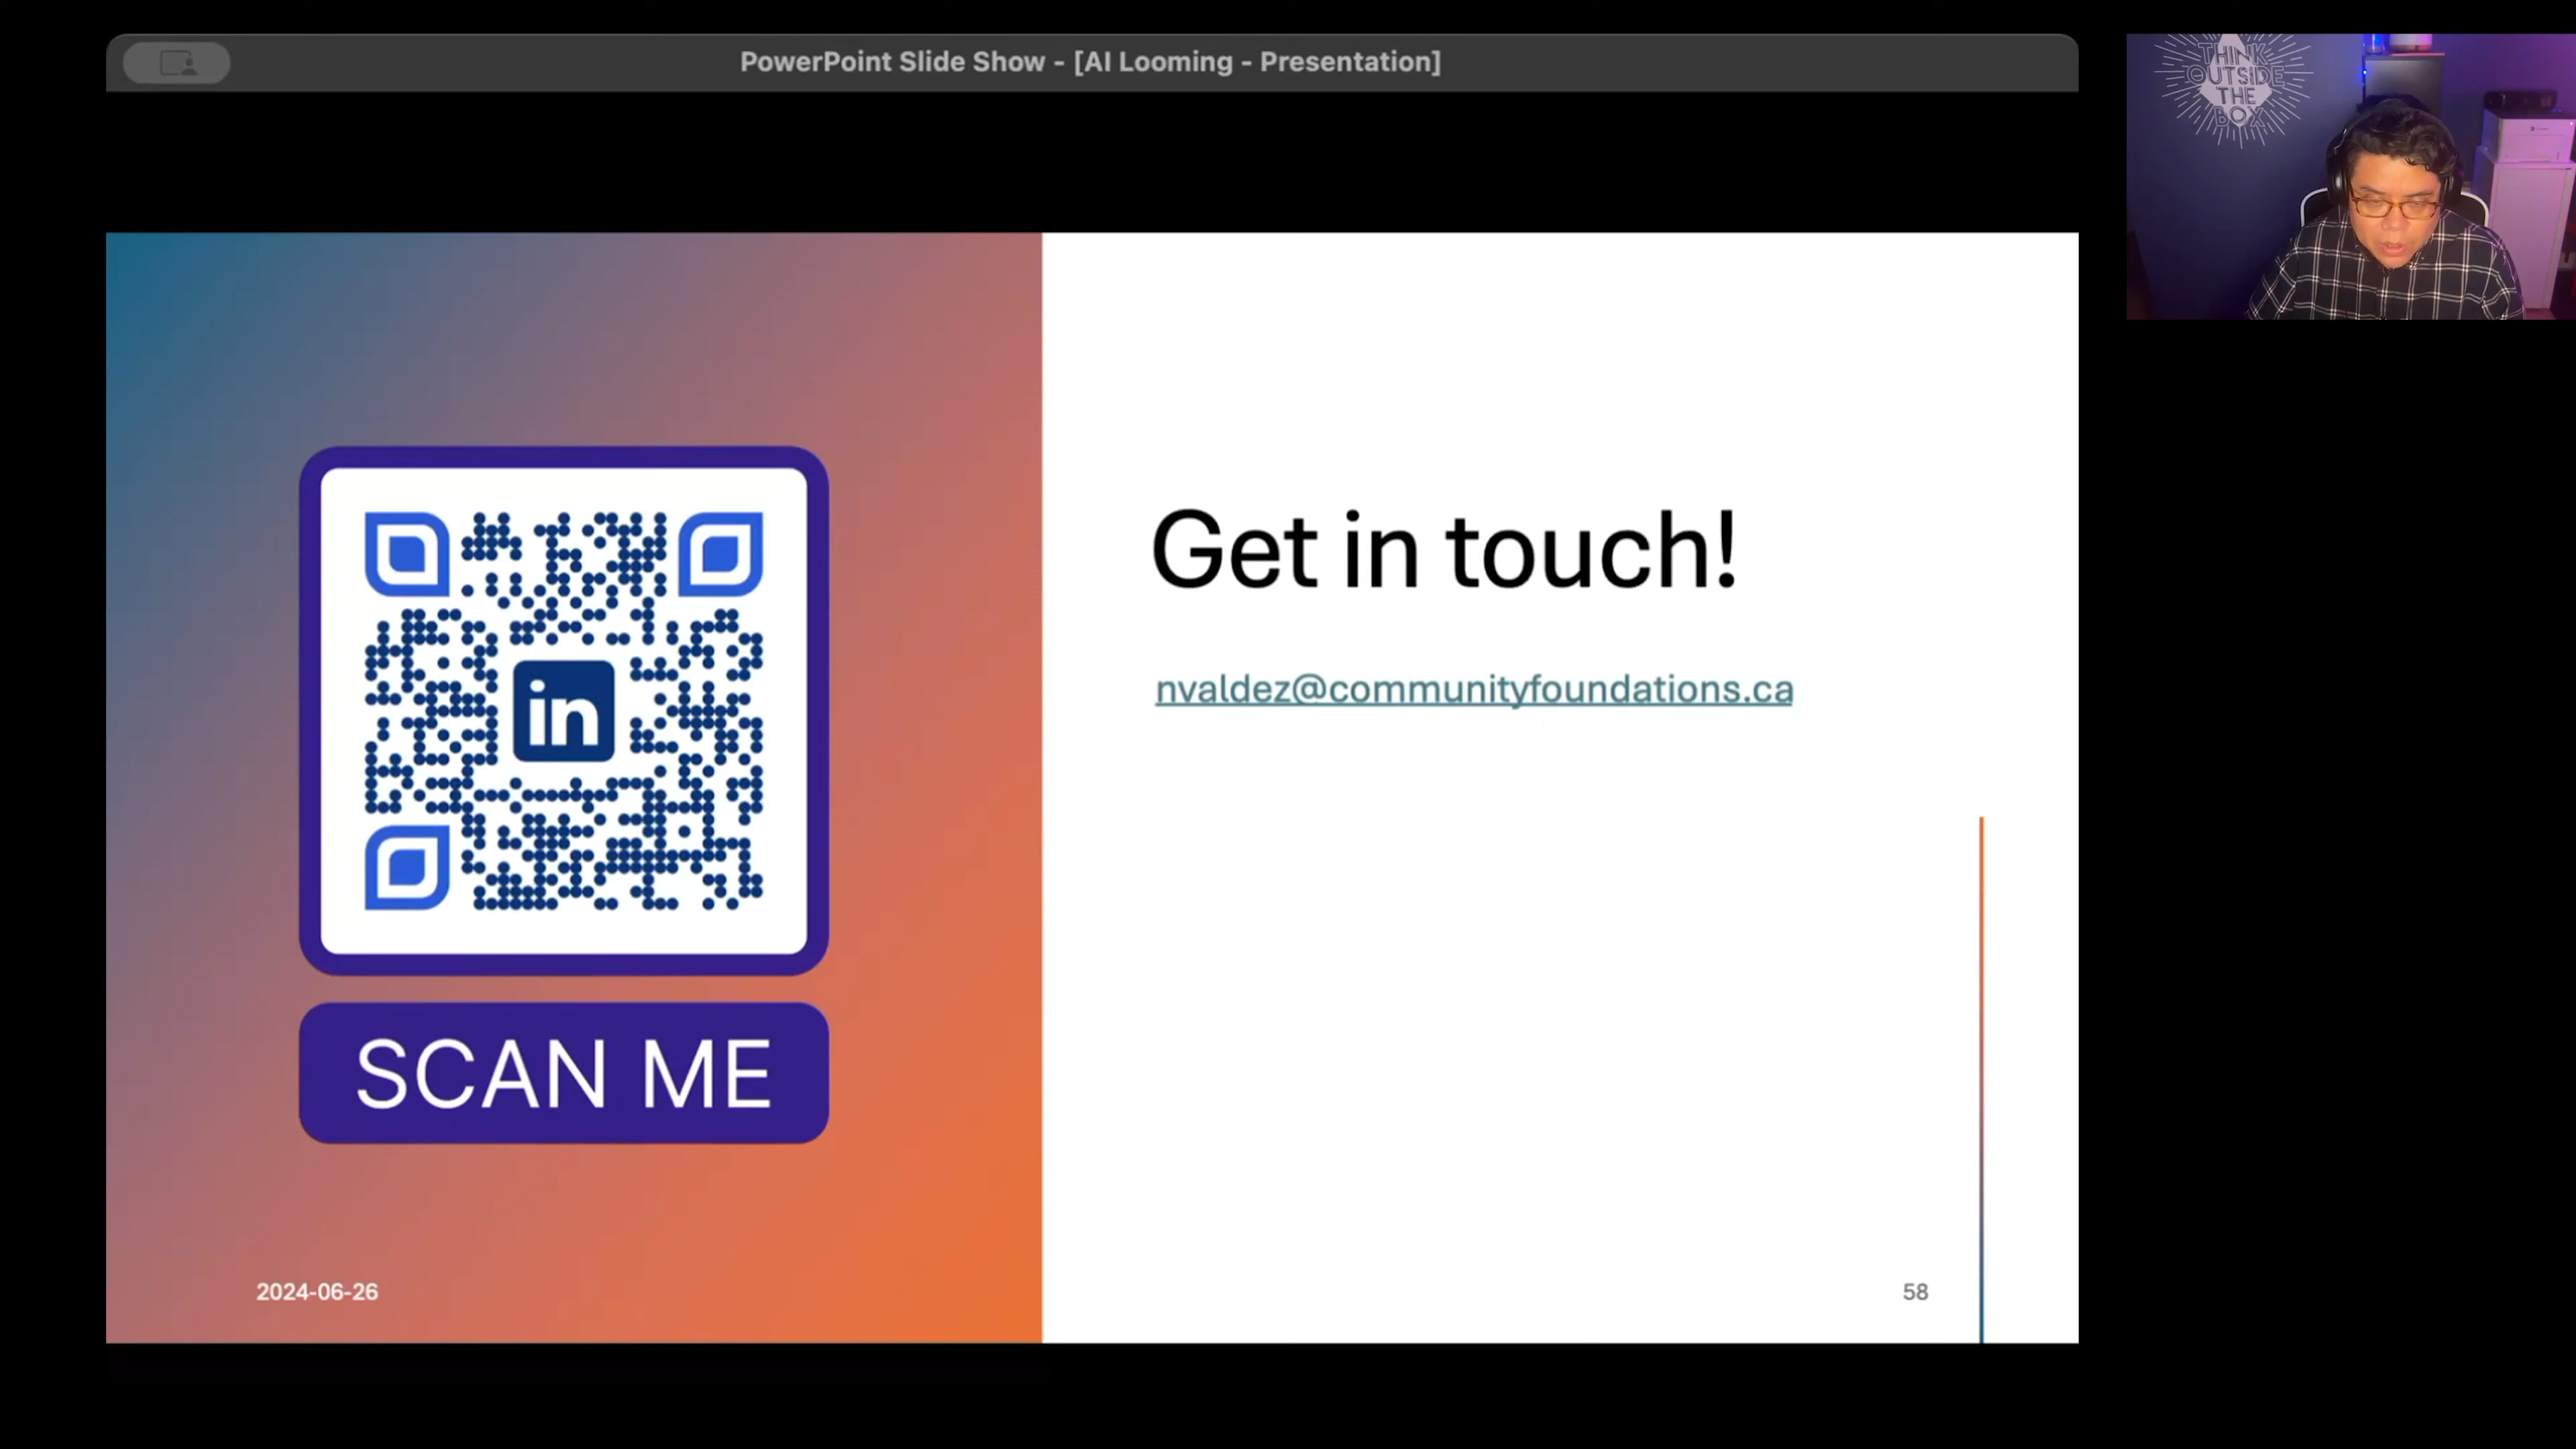 PowerPoint Slide Show - [AI Looming - Presentation]
THINK
OUTSIDE
THE
BOX
Get in touch!
nvaldez@communityfoundations.ca
in
SCAN ME
2024-06-26
58